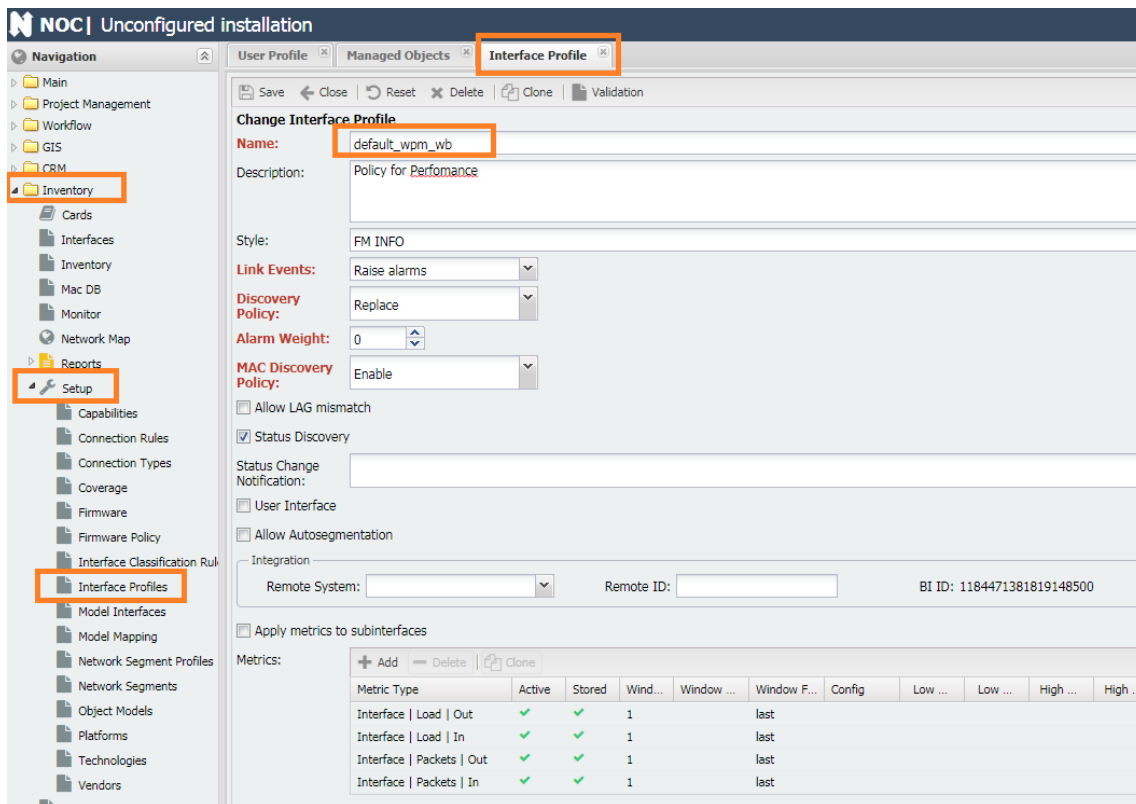 NOC| Unconfigured installation
Navigation
Main
Project Management
Workflow
GIS
CRM
Inventory
Cards
Interfaces
Inventory
Mac DB
Monitor
Network Map
Reports
Setup
Capabilities
Connection Rules
Connection Types
Coverage
Firmware
Firmware Policy
Interface Classification Rul
Interface Profiles
Model Interfaces
Model Mapping
Network Segment Profiles
Network Segments
Object Models
Platforms
Technologies
Vendors
User Profile Managed Objects Interface Profile
Save Close Reset Delete Clone Validation
Change Interface Profile
Name: default_wpm_wb
Description: Policy for Perfomance
Style: FM INFO
Link Events: Raise alarms
Discovery
Policy: Replace
Alarm Weight: 0
MAC Discovery
Policy: Enable
Allow LAG mismatch
Status Discovery
Status Change
Notification:
User Interface
Allow Autosegmentation
Integration
Remote System: Remote ID: BI ID: 1184471381819148500
Apply metrics to subinterfaces
Metrics: Add Delete Clone
Metric Type Active Stored Wind... Window ... Window F... Config Low ... Low ... High ... High .
Interface | Load | Out 1 last
Interface | Load | In 1 last
Interface | Packets | Out 1 last
Interface | Packets | In 1 last